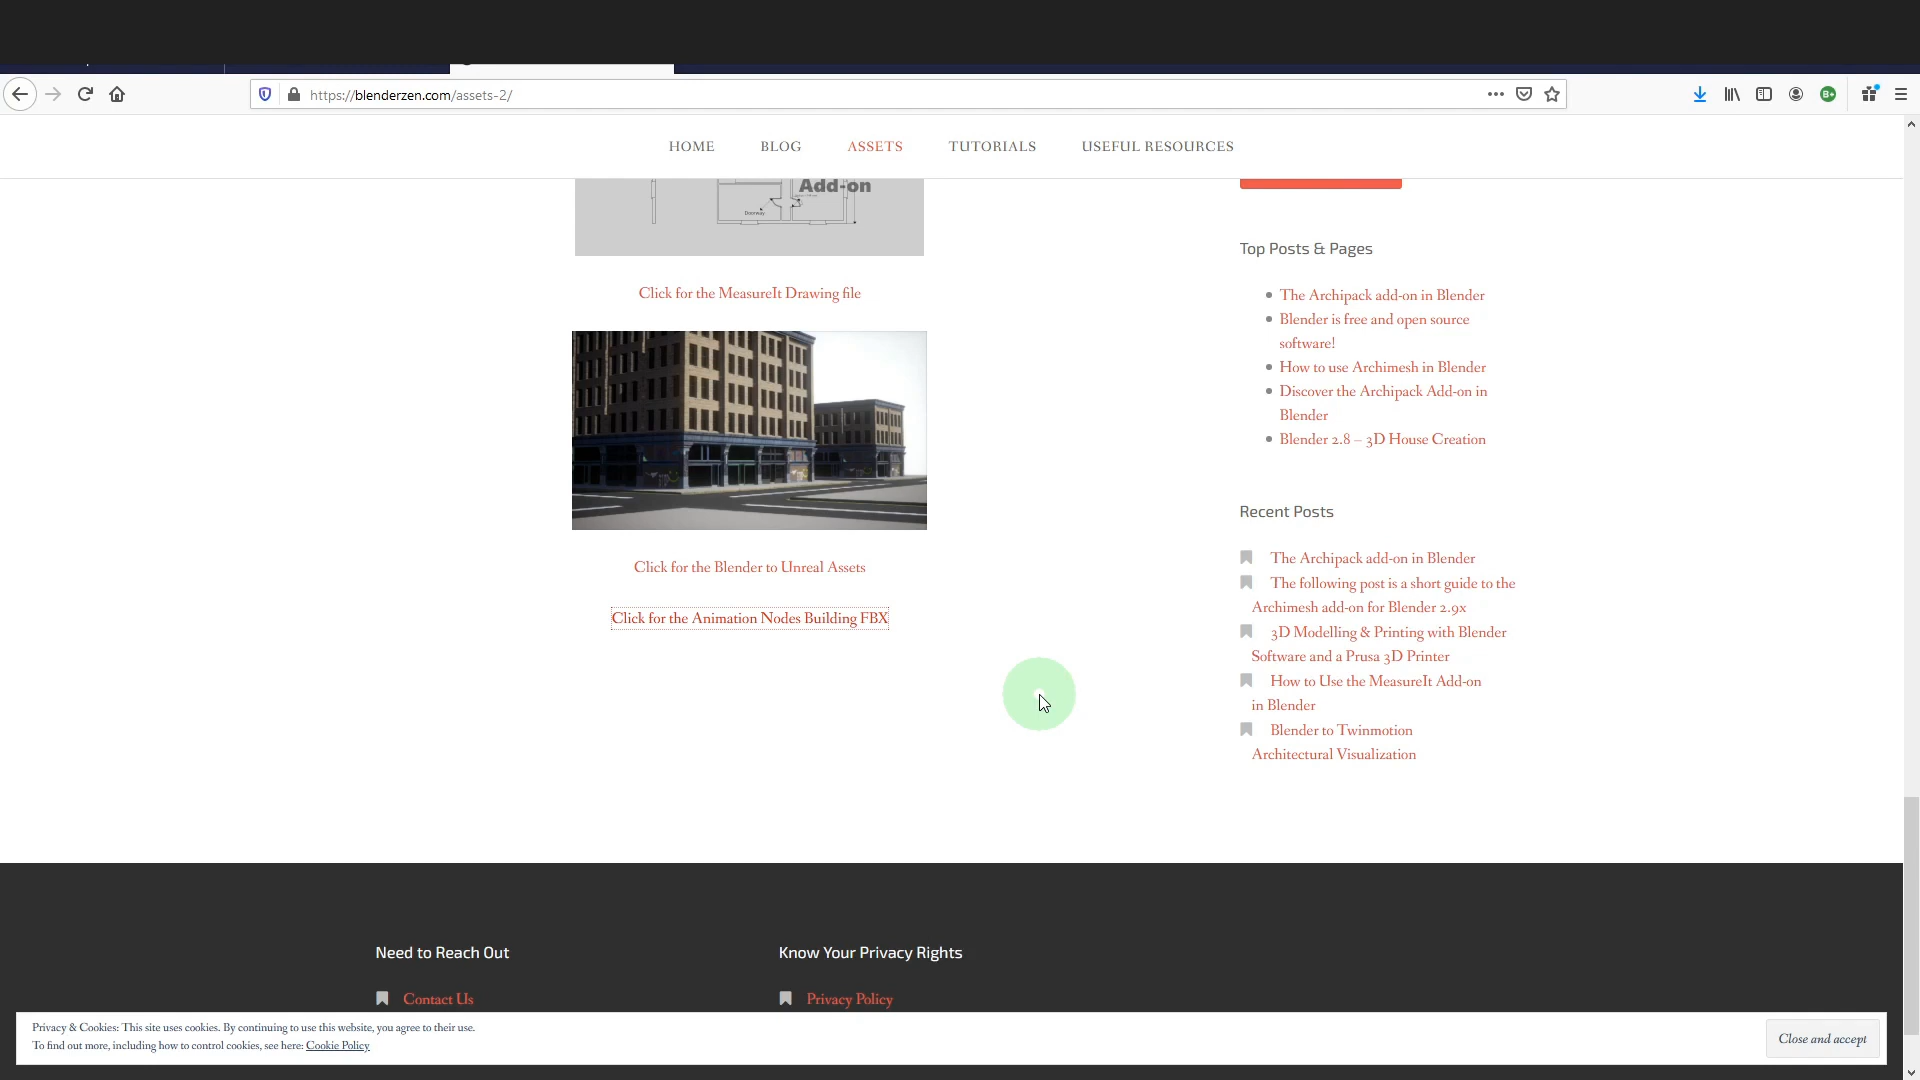 https://blenderzen.com/assets-2/
HOME
BLOG
ASSETS
TUTORIALS
USEFUL RESOURCES
Add-on
Doorway
Click for the MeasureIt Drawing file
Click for the Blender to Unreal Assets
Click for the Animation Nodes Building FBX
Top Posts & Pages
The Archipack add-on in Blender
Blender is free and open source
software!
How to use Archimesh in Blender
Discover the Archipack Add-on in
Blender
Blender 2.8 – 3D House Creation
Recent Posts
The Archipack add-on in Blender
The following post is a short guide to the
Archimesh add-on for Blender 2.9x
3D Modelling & Printing with Blender
Software and a Prusa 3D Printer
How to Use the MeasureIt Add-on
in Blender
Blender to Twinmotion
Architectural Visualization
Need to Reach Out
Contact Us
Know Your Privacy Rights
Privacy Policy
Privacy & Cookies: This site uses cookies. By continuing to use this website, you agree to their use.
To find out more, including how to control cookies, see here: Cookie Policy
Close and accept